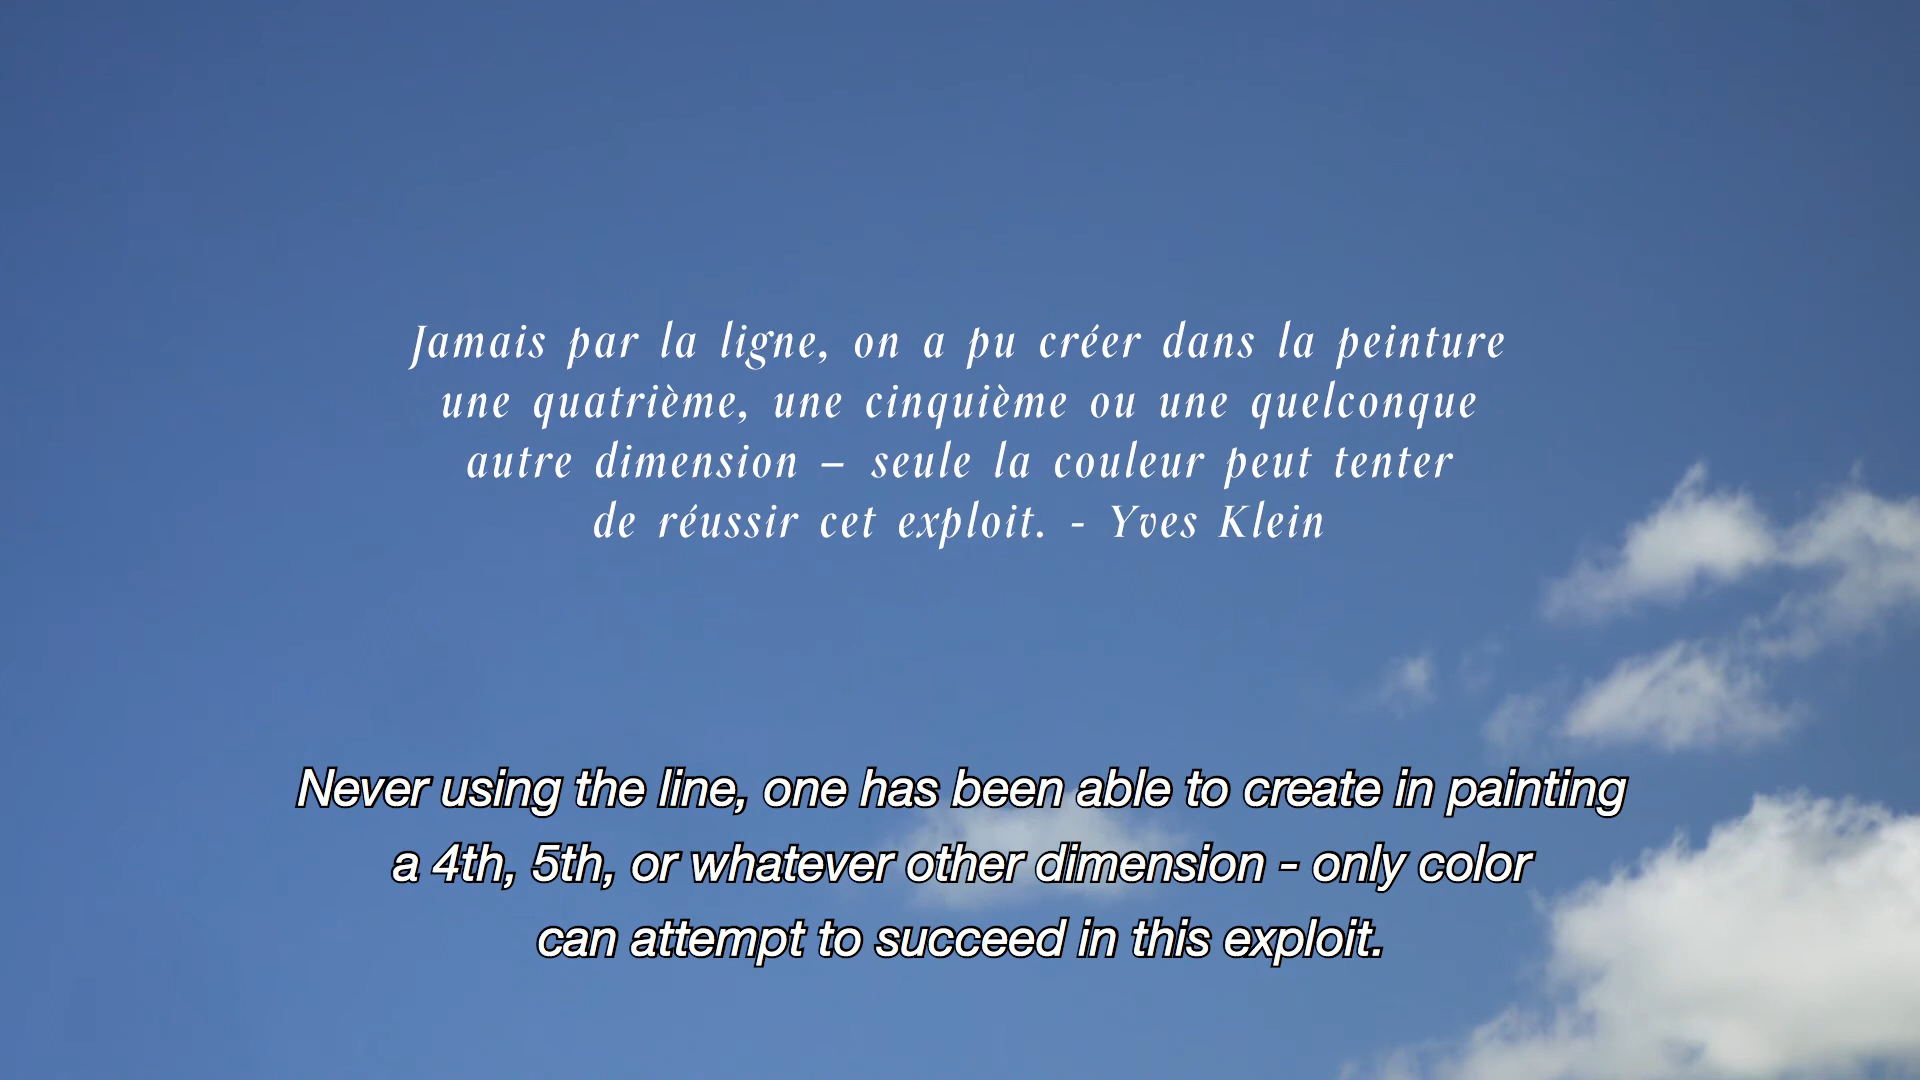 Jamais par la ligne, on a pu créer dans la peinture
une quatrième, une cinquième ou une quelconque
autre dimension – seule la couleur peut tenter
de réussir cet exploit. - Yves Klein
Never using the line, one has been able to create in painting
a 4th, 5th, or whatever other dimension - only color
can attempt to succeed in this exploit.